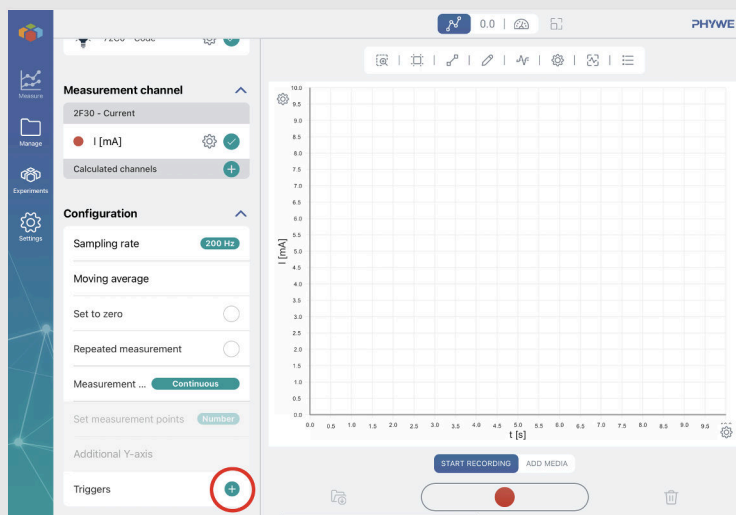 0.0
PHYWE
Measure
Manage
Experiments
Settings
Measurement channel
2F30 - Current
I [mA]
Calculated channels
Configuration
Sampling rate 200 Hz
Moving average
Set to zero
Repeated measurement
Measurement ... Continuous
Set measurement points Number
Additional Y-axis
Triggers
10.0
9.5
9.0
8.5
8.0
7.5
7.0
6.5
6.0
5.5
5.0
4.5
4.0
3.5
3.0
2.5
2.0
1.5
1.0
0.5
0.0
I [mA]
0.0 0.5 1.0 1.5 2.0 2.5 3.0 3.5 4.0 4.5 5.0 5.5 6.0 6.5 7.0 7.5 8.0 8.5 9.0 9.5
t [s]
START RECORDING ADD MEDIA